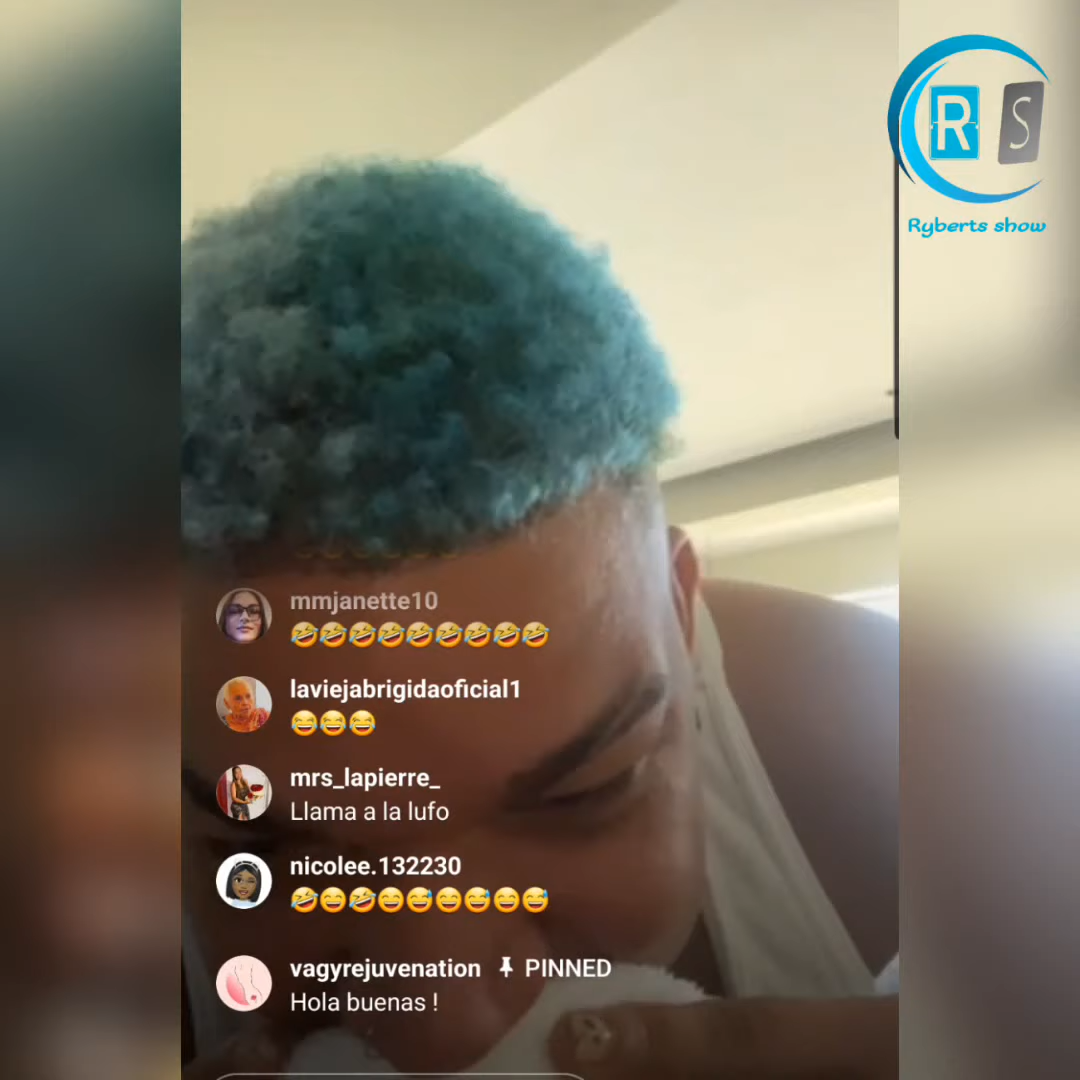 R S
Ryberts show
mmjanette10
🤣🤣🤣🤣🤣🤣🤣🤣🤣
laviejabrigidaoficial1
😂😂😂
mrs_lapierre_
Llama a la lufo
nicolee.132230
🤣😁🤣😁😅😁😅😁😅
vagyrejuvenation PINNED
Hola buenas !